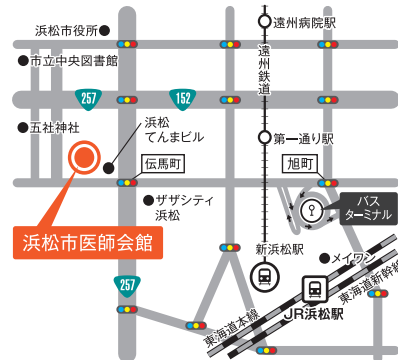 浜松市役所
遠州病院駅
市立中央図書館
遠州鉄道
257
152
五社神社
浜松
てんまビル
第一通り駅
伝馬町
旭町
ザザシティ
浜松
バス
ターミナル
浜松市医師会館
新浜松駅
メイワン
257
JR浜松駅
東海道本線
東海道新幹線